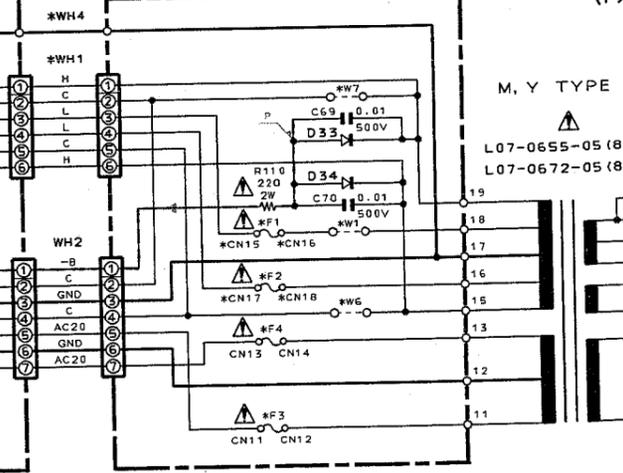 *WH4
*WH1
H
C
L
L
C
H
1
2
3
4
5
6
1
2
3
4
5
6
*W7
C69 0.01
500V
P
D33
R110
22Ω
2W
D34
C70 0.01
500V
*F1
*CN15 *CN16
*W1
M, Y TYPE
L07-0655-05(8
L07-0672-05(8
19
18
17
16
15
13
12
11
WH2
-B
C
GND
C
AC20
GND
AC20
1
2
3
4
5
6
7
1
2
3
4
5
6
7
*F2
*CN17 *CN18
*W6
*F4
CN13 CN14
*F3
CN11 CN12